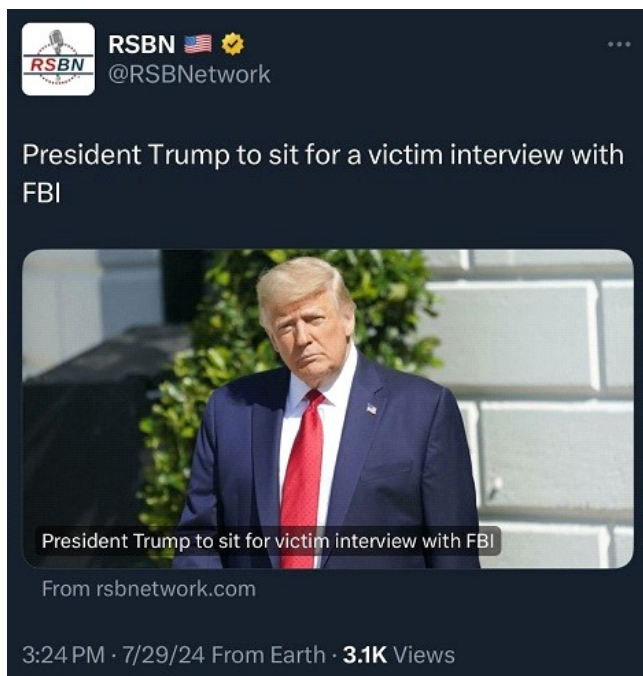 RSBN
RSBN
@RSBNetwork
President Trump to sit for a victim interview with
FBI
President Trump to sit for victim interview with FBI
From rsbnetwork.com
3:24 PM · 7/29/24 From Earth · 3.1K Views